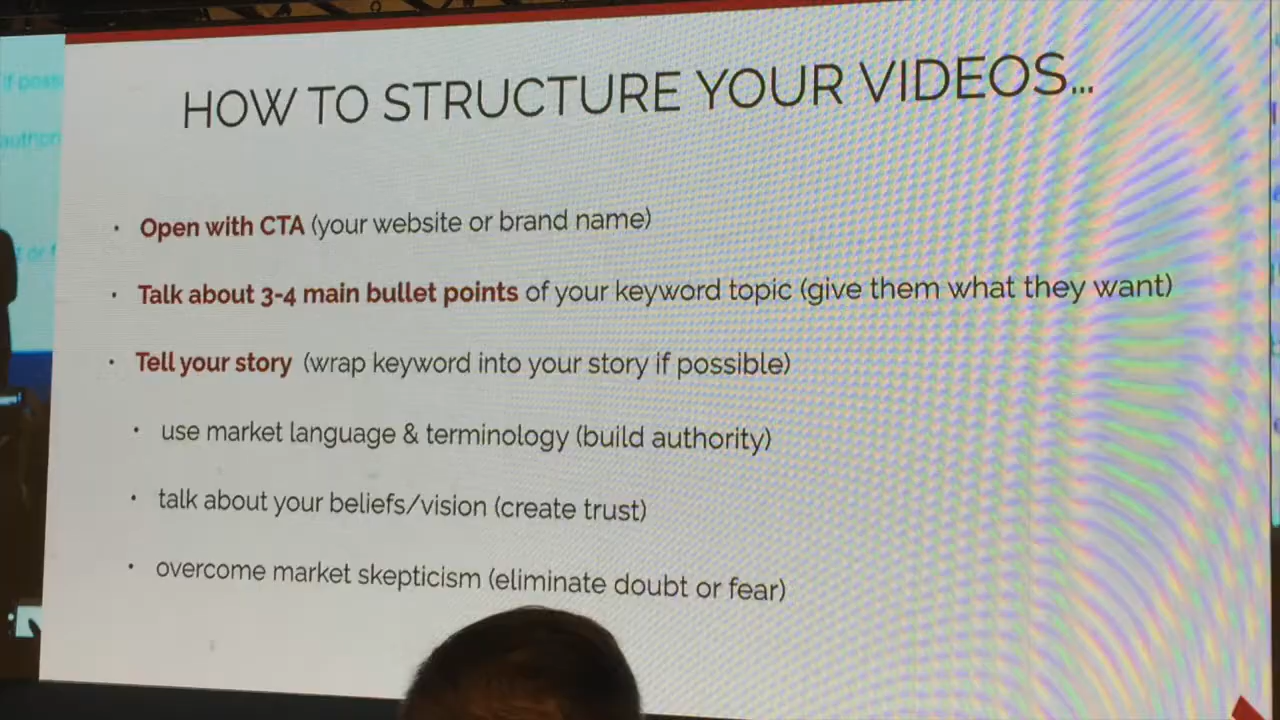 HOW TO STRUCTURE YOUR VIDEOS...
· Open with CTA (your website or brand name)
· Talk about 3-4 main bullet points of your keyword topic (give them what they want)
· Tell your story (wrap keyword into your story if possible)
· use market language & terminology (build authority)
· talk about your beliefs/vision (create trust)
· overcome market skepticism (eliminate doubt or fear)